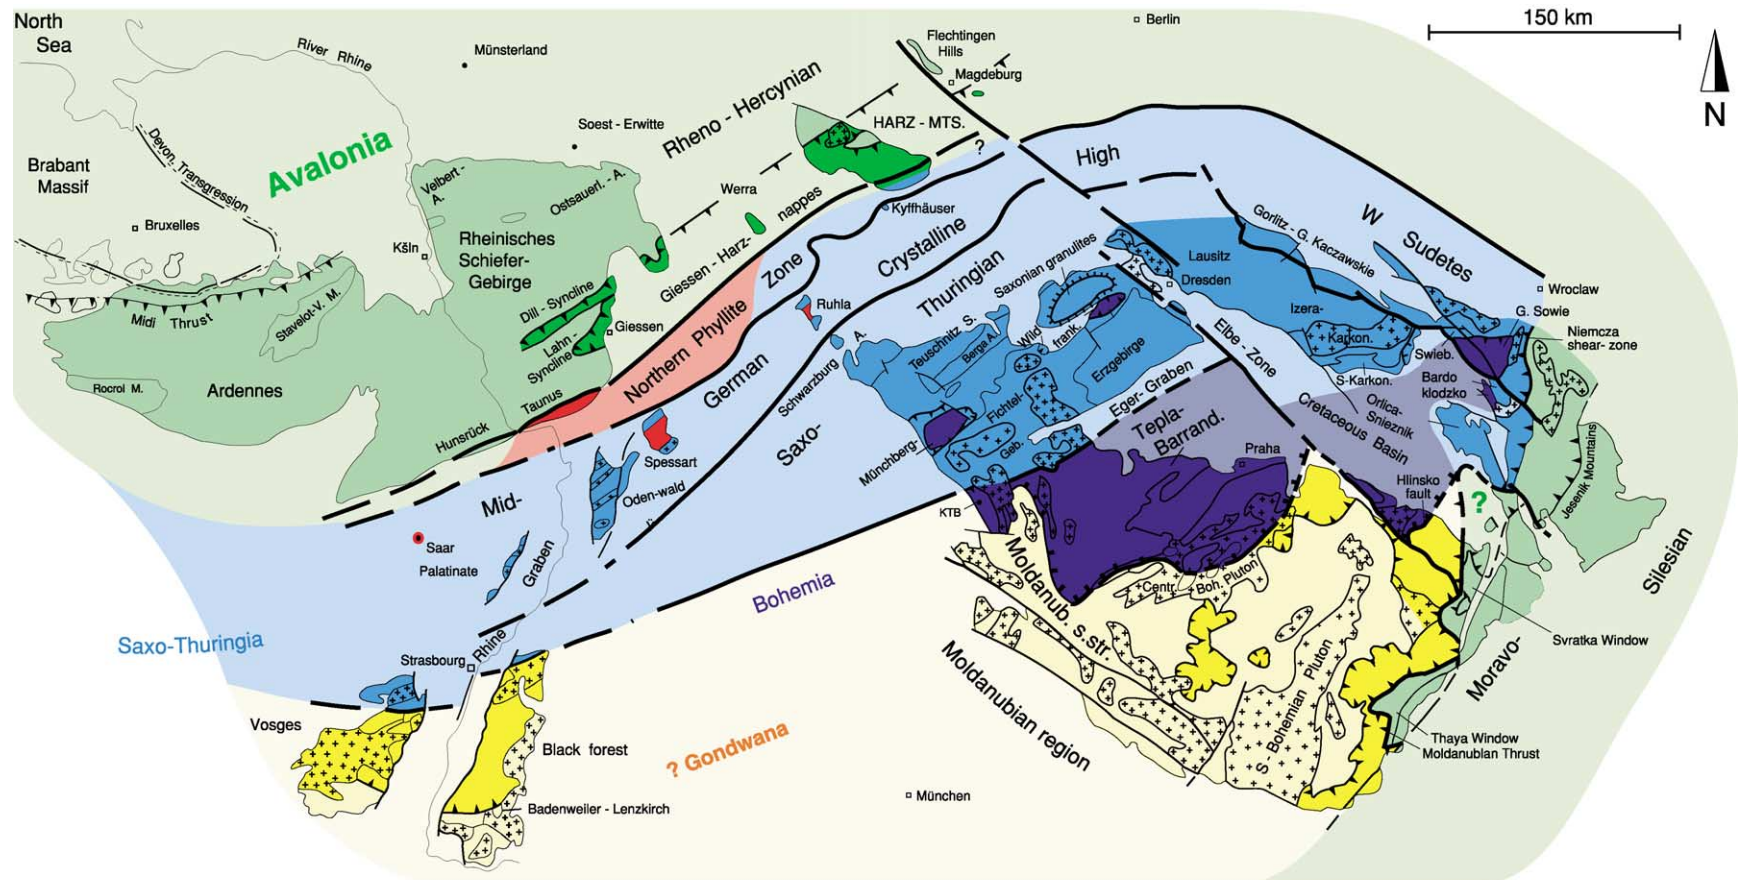 North
Sea
River Rhine
Münsterland
Flechtingen
Hills
Berlin
150 km
N
Magdeburg
Rheno - Hercynian
HARZ - MTS.
?
Soest - Erwitte
Devon. Transgression
Brabant
Massif
Avalonia
Velbert -
A.
Ostsauerl. - A.
Werra
nappes
Giessen - Harz-
Kyffhäuser
High
W Sudetes
Gorlitz - G. Kaczawskie
Bruxelles
Kšln
Rheinisches
Schiefer-
Gebirge
Zone
Crystalline
Thuringian
Saxonian granulites
Lausitz
Dresden
Wroclaw
G. Sowie
Niemcza
shear- zone
Midi Thrust
Stavelot-V. M.
Dill - Syncline
Lahn -
Syncline
Giessen
Northern Phyllite
Ruhla
Izera-
Karkon.
Swieb.
S-Karkon.
Bardo
klodzko
Orlica-
Snieznik
Elbe - Zone
Teuschnitz S.
Berga A.
Wild
frank.
Erzgebirge
Schwarzburg A.
Rocroi M.
Ardennes
Taunus
Hunsrück
German
Saxo-
Fichtel-
Geb.
Münchberg-
Eger- Graben
Tepla-
Barrand.
Praha
Cretaceous Basin
Hlinsko
fault
?
Jesenik Mountains
Spessart
Oden-wald
Mid-
KTB
Saar
Palatinate
Graben
Moldanub. s.str.
Centr. Boh. Pluton
Silesian
Bohemia
Saxo-Thuringia
Strasbourg
Rhine
Svratka Window
Moldanubian region
S- Bohemian Pluton
Moravo-
Vosges
Black forest
? Gondwana
Thaya Window
Moldanublan Thrust
München
Badenweiler - Lenzkirch